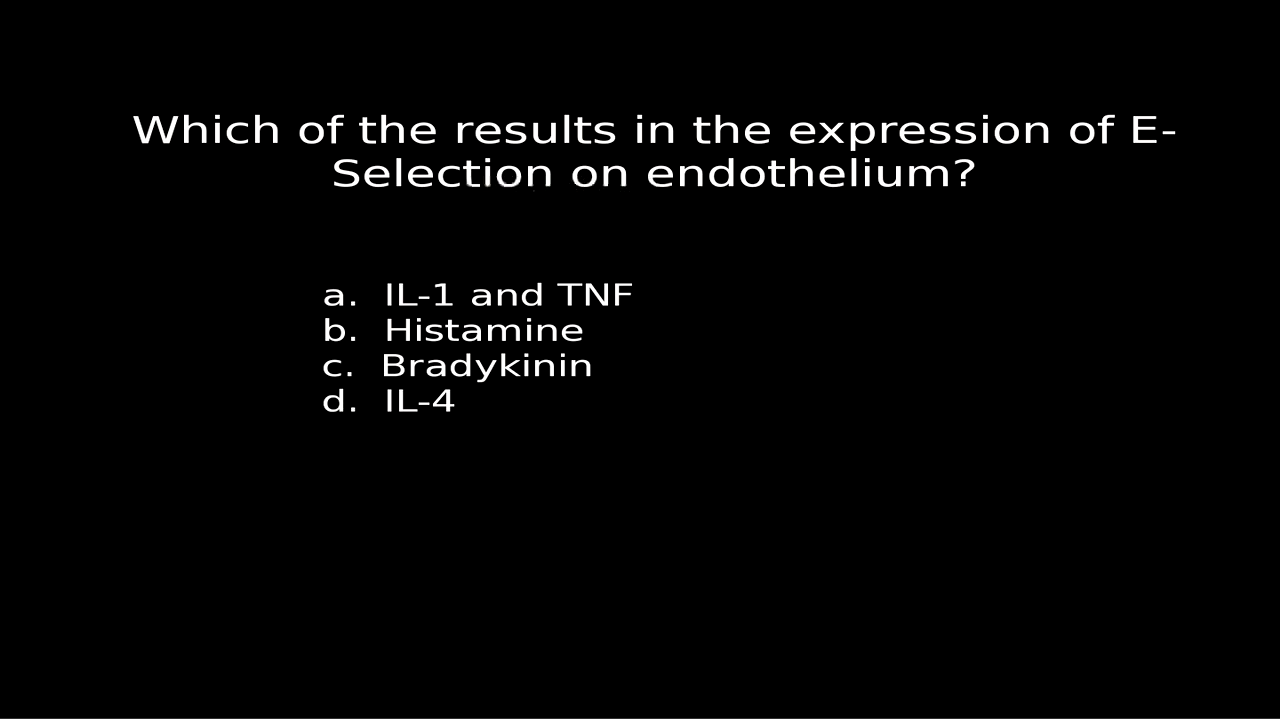 Which of the results in the expression of E-
Selection on endothelium?
a. IL-1 and TNF
b. Histamine
c. Bradykinin
d. IL-4